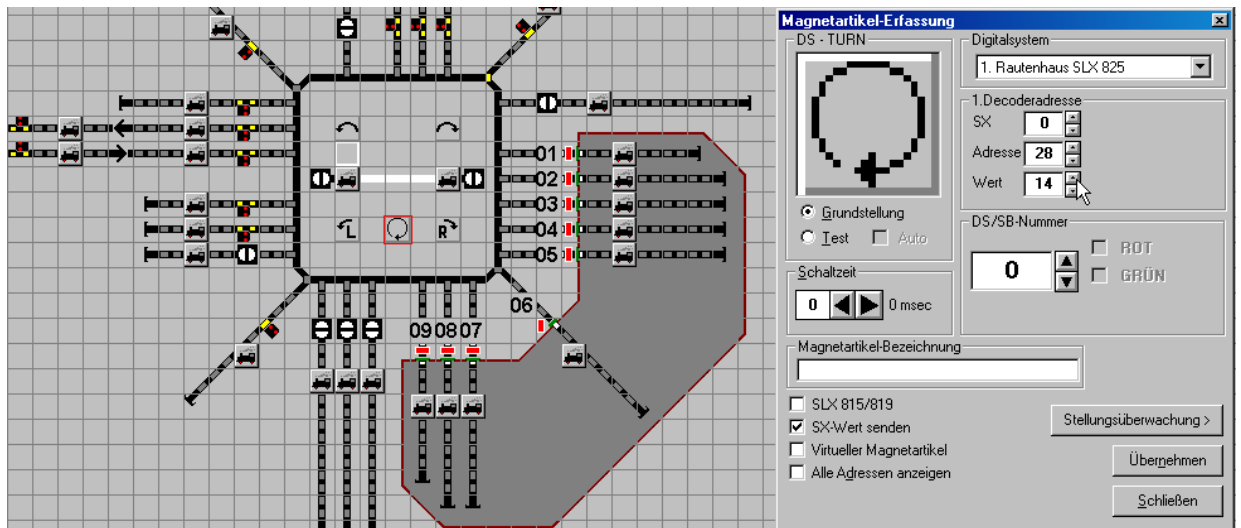 01
02
03
04
05
06
09 08 07
L
R
Magnetartikel-Erfassung
DS - TURN
Grundstellung
Test
Auto
Schaltzeit
0
0 msec
Digitalsystem
1. Rautenhaus SLX 825
1.Decoderadresse
SX 0
Adresse 28
Wert 14
DS/SB-Nummer
0
ROT
GRÜN
Magnetartikel-Bezeichnung
SLX 815/819
SX-Wert senden
Virtueller Magnetartikel
Alle Adressen anzeigen
Stellungsüberwachung >
Übernehmen
Schließen